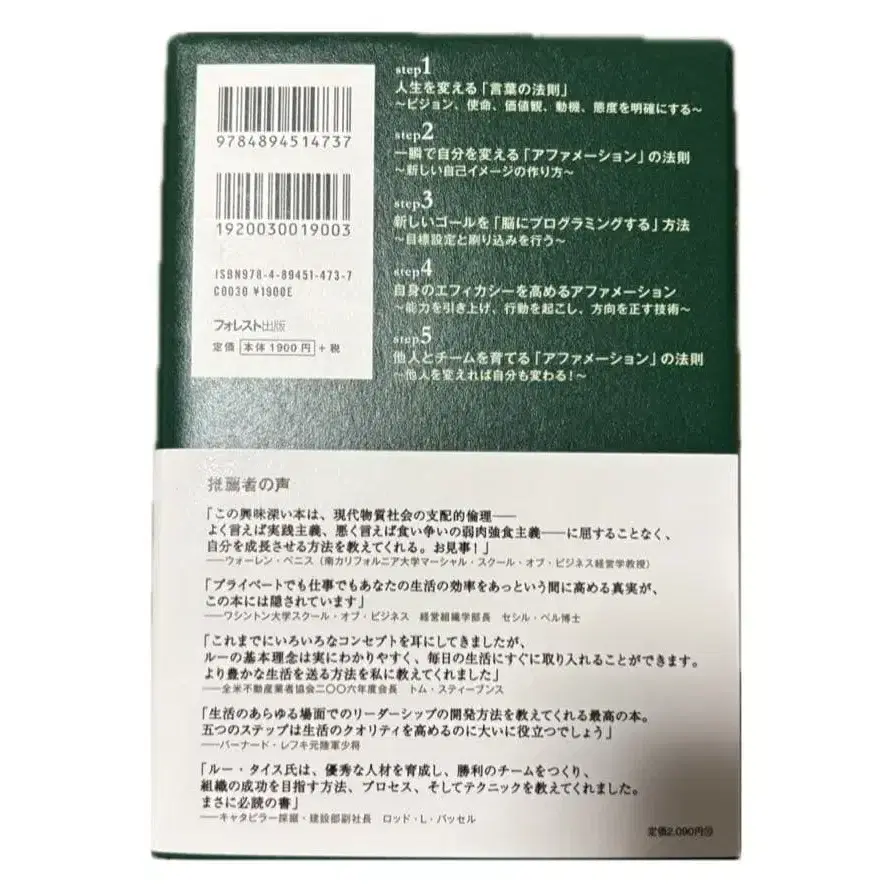 9784894514737
1920030019003
ISBN978-4-89451-473-7
C0030 ¥1900E
フォレスト出版
定価 本体 1900 円 + 税
step1
人生を変える「言葉の法則」
〜ビジョン、使命、価値観、動機、態度を明確にする〜
step2
一瞬で自分を変える「アファメーション」の法則
〜新しい自己イメージの作り方〜
step3
新しいゴールを「脳にプログラミングする」方法
〜目標設定と刷り込みを行う〜
step4
自身のエフィカシーを高めるアファメーション
〜能力を引き上げ、行動を起こし、方向を正す技術〜
step5
他人とチームを育てる「アファメーション」の法則
〜他人を変えれば自分も変わる!〜
推薦者の声
「この興味深い本は、現代物質社会の支配的倫理——
よく言えば実践主義、悪く言えば食い争いの弱肉強食主義——に屈することなく、
自分を成長させる方法を教えてくれる。お見事!」
——ウォーレン・ベニス(南カリフォルニア大学マーシャル・スクール・オブ・ビジネス経営学教授)
「プライベートでも仕事でもあなたの生活の効率をあっという間に高める真実が、
この本には隠されています」
——ワシントン大学スクール・オブ・ビジネス 経営組織学部長 セシル・ベル博士
「これまでにいろいろなコンセプトを耳にしてきましたが、
ルーの基本理念は実にわかりやすく、毎日の生活にすぐに取り入れることができます。
より豊かな生活を送る方法を私に教えてくれました」
——全米不動産業者協会二〇〇六年度会長 トム・スティーブンス
「生活のあらゆる場面でのリーダーシップの開発方法を教えてくれる最高の本。
五つのステップは生活のクオリティを高めるのに大いに役立つでしょう」
——バーナード・レフキ元陸軍少将
「ルー・タイス氏は、優秀な人材を育成し、勝利のチームをつくり、
組織の成功を目指す方法、プロセス、そしてテクニックを教えてくれました。
まさに必読の書」
——キャタピラー採掘・建設部副社長 ロッド・L・バッセル
定価2,090円⑩